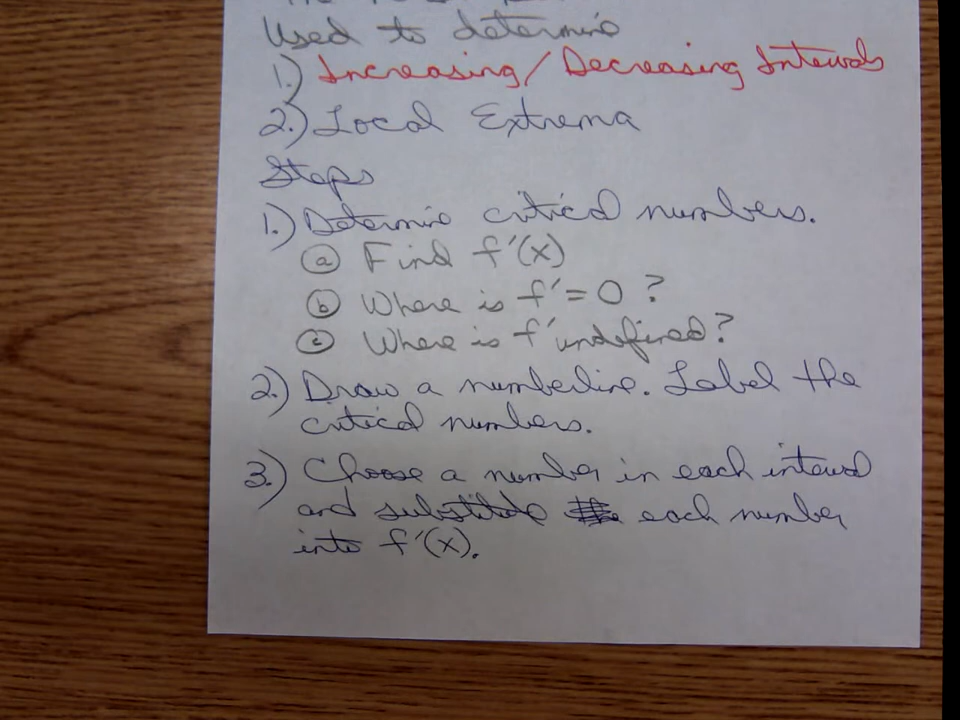 Used to determine
1.) Increasing/Decreasing Intervals
2.) Local Extrema
Steps
1.) Determine critical numbers.
a Find f'(x)
b Where is f' = 0 ?
c Where is f' undefined?
2.) Draw a numberline. Label the
critical numbers.
3.) Choose a number in each interval
and substitute each number
into f'(x).